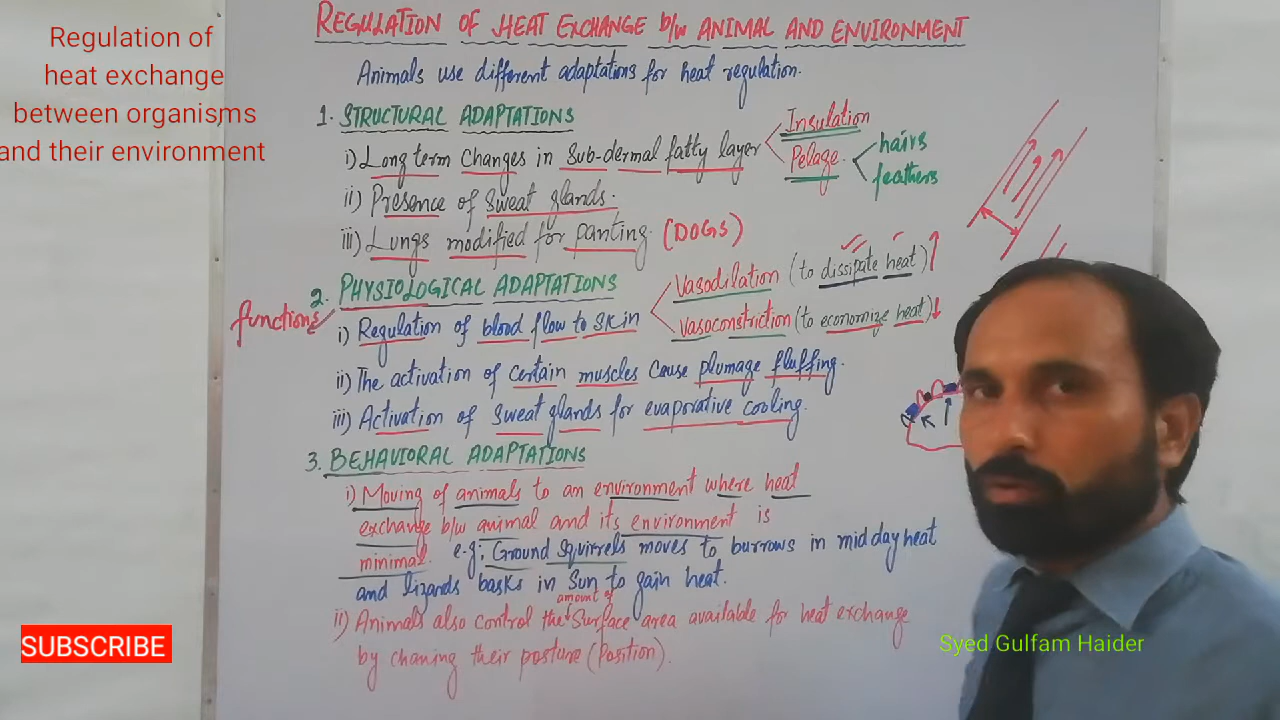 Regulation of
heat exchange
between organisms
and their environment
REGULATION OF HEAT EXCHANGE b/w ANIMAL AND ENVIRONMENT
Animals use different adaptations for heat regulation.
1. STRUCTURAL ADAPTATIONS
i) Long term changes in Sub-dermal fatty layer
Insulation
Pelage
hairs
feathers
ii) Presence of Sweat glands.
iii) Lungs modified for panting. (DOGS)
2. PHYSIOLOGICAL ADAPTATIONS
functions
i) Regulation of blood flow to skin
Vasodilation (to dissipate heat)
Vasoconstriction (to economize heat)
ii) The activation of certain muscles cause plumage fluffing.
iii) Activation of sweat glands for evaporative cooling.
3. BEHAVIORAL ADAPTATIONS
i) Moving of animals to an environment where heat
exchange b/w animal and its environment is
minimal. e.g; Ground Squirrels moves to burrows in midday heat
and lizards basks in Sun to gain heat.
amount of
ii) Animals also control the Surface area available for heat exchange
by chaning their posture (Position).
SUBSCRIBE
Syed Gulfam Haider